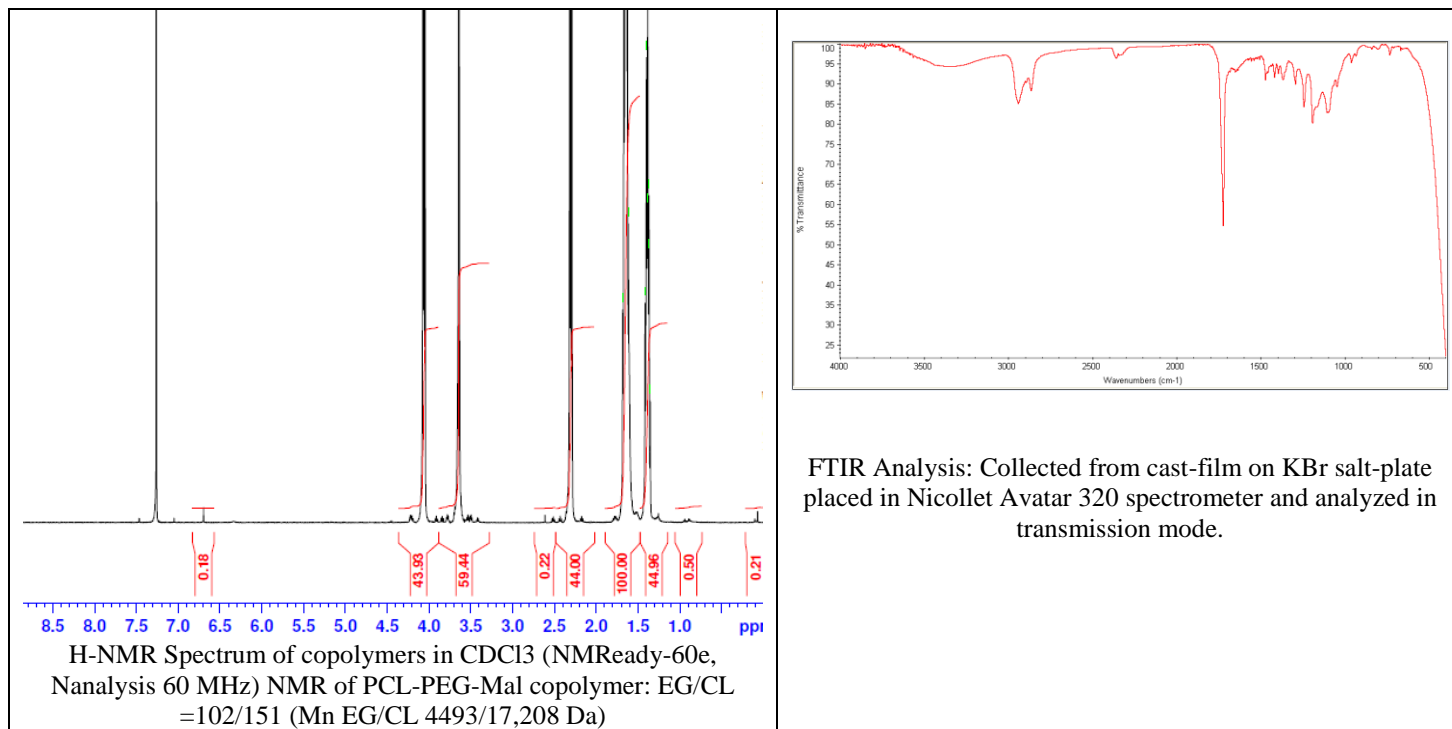 0.18
43.93
59.44
0.22
44.00
100.00
44.96
0.50
0.21
8.5 8.0 7.5 7.0 6.5 6.0 5.5 5.0 4.5 4.0 3.5 3.0 2.5 2.0 1.5 1.0 ppm
H-NMR Spectrum of copolymers in CDCl3 (NMReady-60e,
Nanalysis 60 MHz) NMR of PCL-PEG-Mal copolymer: EG/CL
=102/151 (Mn EG/CL 4493/17,208 Da)
100
95
90
85
80
75
70
65
60
55
50
45
40
35
30
25
% Transmittance
4000 3500 3000 2500 2000 1500 1000 500
Wavenumbers (cm-1)
FTIR Analysis: Collected from cast-film on KBr salt-plate
placed in Nicollet Avatar 320 spectrometer and analyzed in
transmission mode.